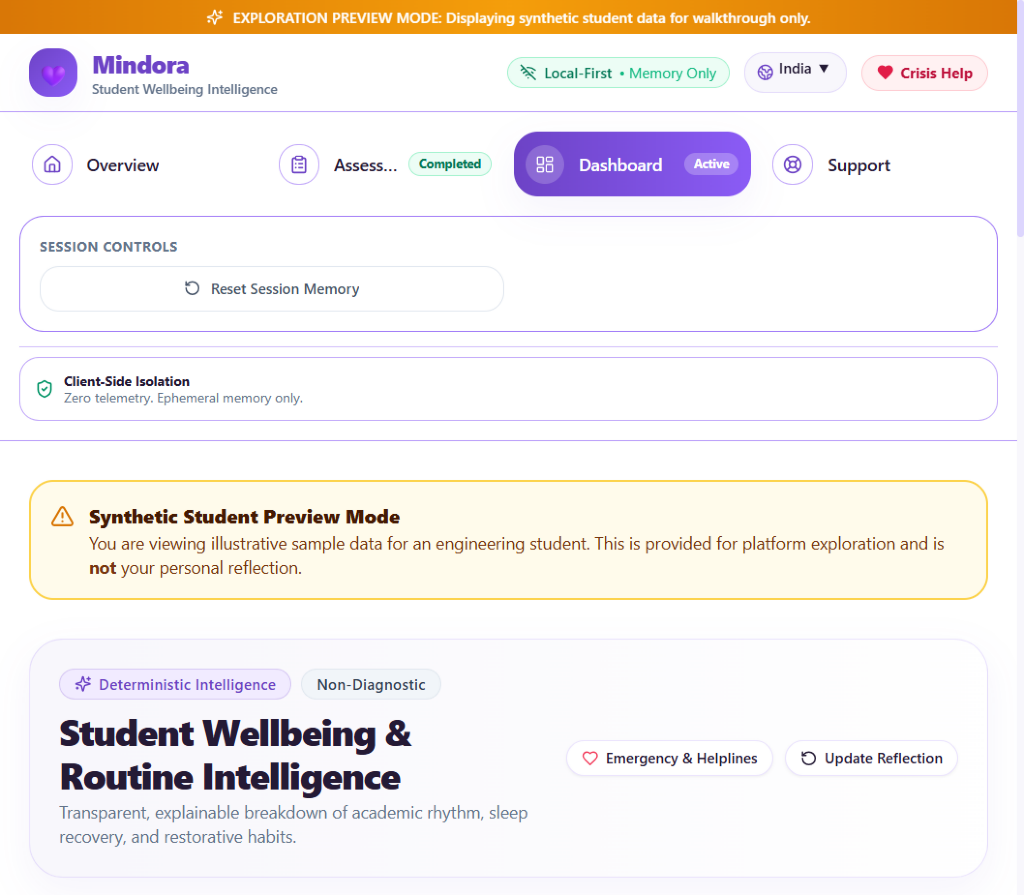 EXPLORATION PREVIEW MODE: Displaying synthetic student data for walkthrough only.
Mindora
Student Wellbeing Intelligence
Local-First • Memory Only
India ▼
Crisis Help
Overview
Assess... Completed
Dashboard Active
Support
SESSION CONTROLS
Reset Session Memory
Client-Side Isolation
Zero telemetry. Ephemeral memory only.
Synthetic Student Preview Mode
You are viewing illustrative sample data for an engineering student. This is provided for platform exploration and is
not your personal reflection.
Deterministic Intelligence
Non-Diagnostic
Student Wellbeing &
Routine Intelligence
Transparent, explainable breakdown of academic rhythm, sleep
recovery, and restorative habits.
Emergency & Helplines
Update Reflection